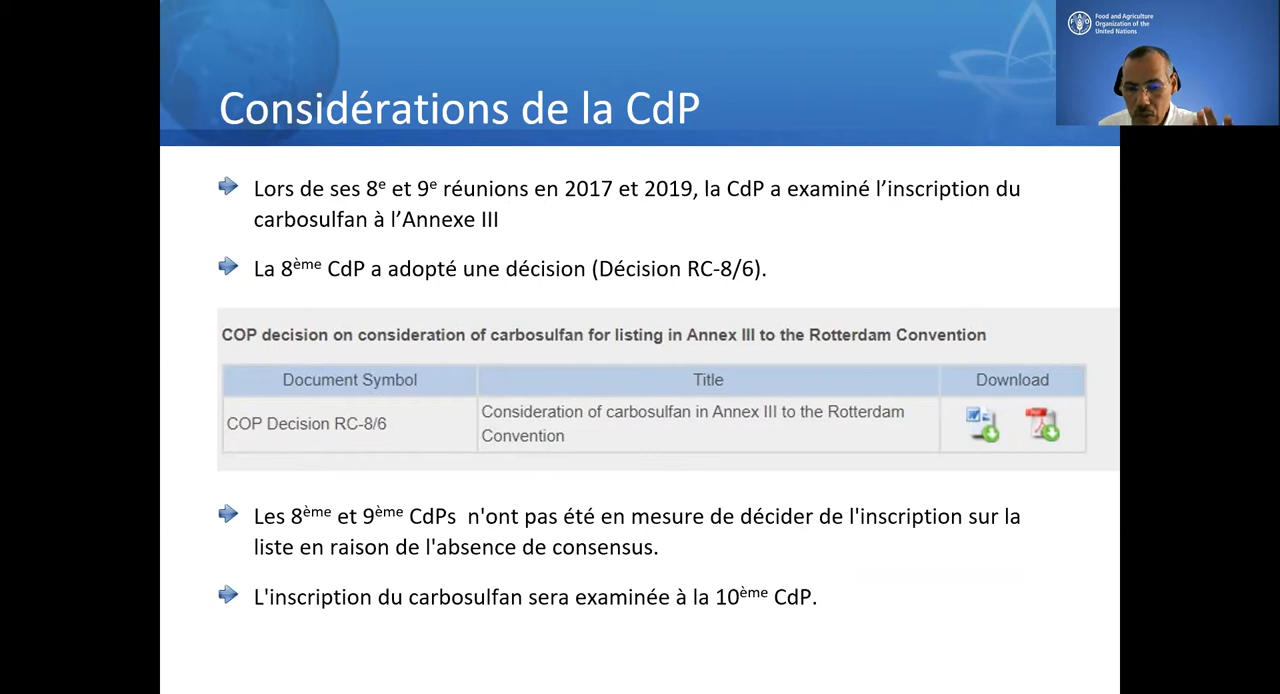 Food and Agriculture
Organization of the
United Nations
Considérations de la CdP
Lors de ses 8e et 9e réunions en 2017 et 2019, la CdP a examiné l’inscription du
carbosulfan à l’Annexe III
La 8ème CdP a adopté une décision (Décision RC-8/6).
COP decision on consideration of carbosulfan for listing in Annex III to the Rotterdam Convention
Document Symbol Title Download
COP Decision RC-8/6 Consideration of carbosulfan in Annex III to the Rotterdam
Convention
Les 8ème et 9ème CdPs n'ont pas été en mesure de décider de l'inscription sur la
liste en raison de l'absence de consensus.
L'inscription du carbosulfan sera examinée à la 10ème CdP.